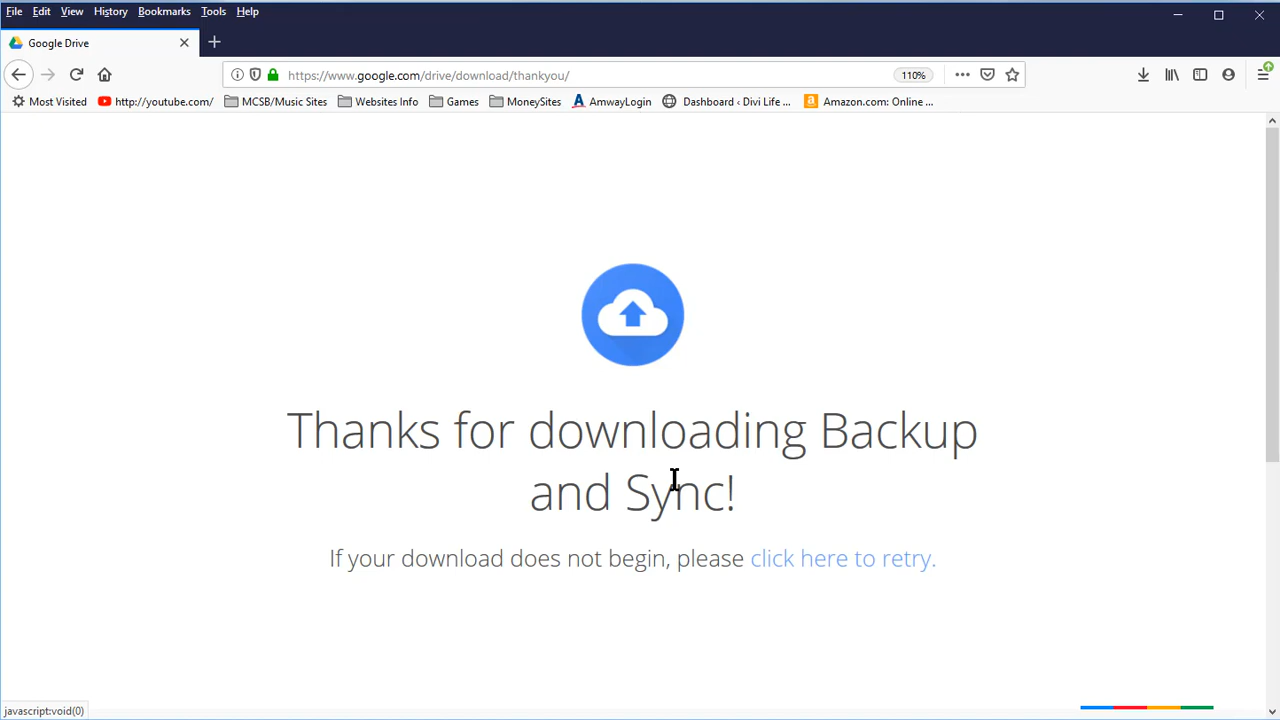 File Edit View History Bookmarks Tools Help
Google Drive
https://www.google.com/drive/download/thankyou/ 110%
Most Visited http://youtube.com/ MCSB/Music Sites Websites Info Games MoneySites AmwayLogin Dashboard ‹ Divi Life ... Amazon.com: Online ...
Thanks for downloading Backup
and Sync!
If your download does not begin, please click here to retry.
javascript:void(0)